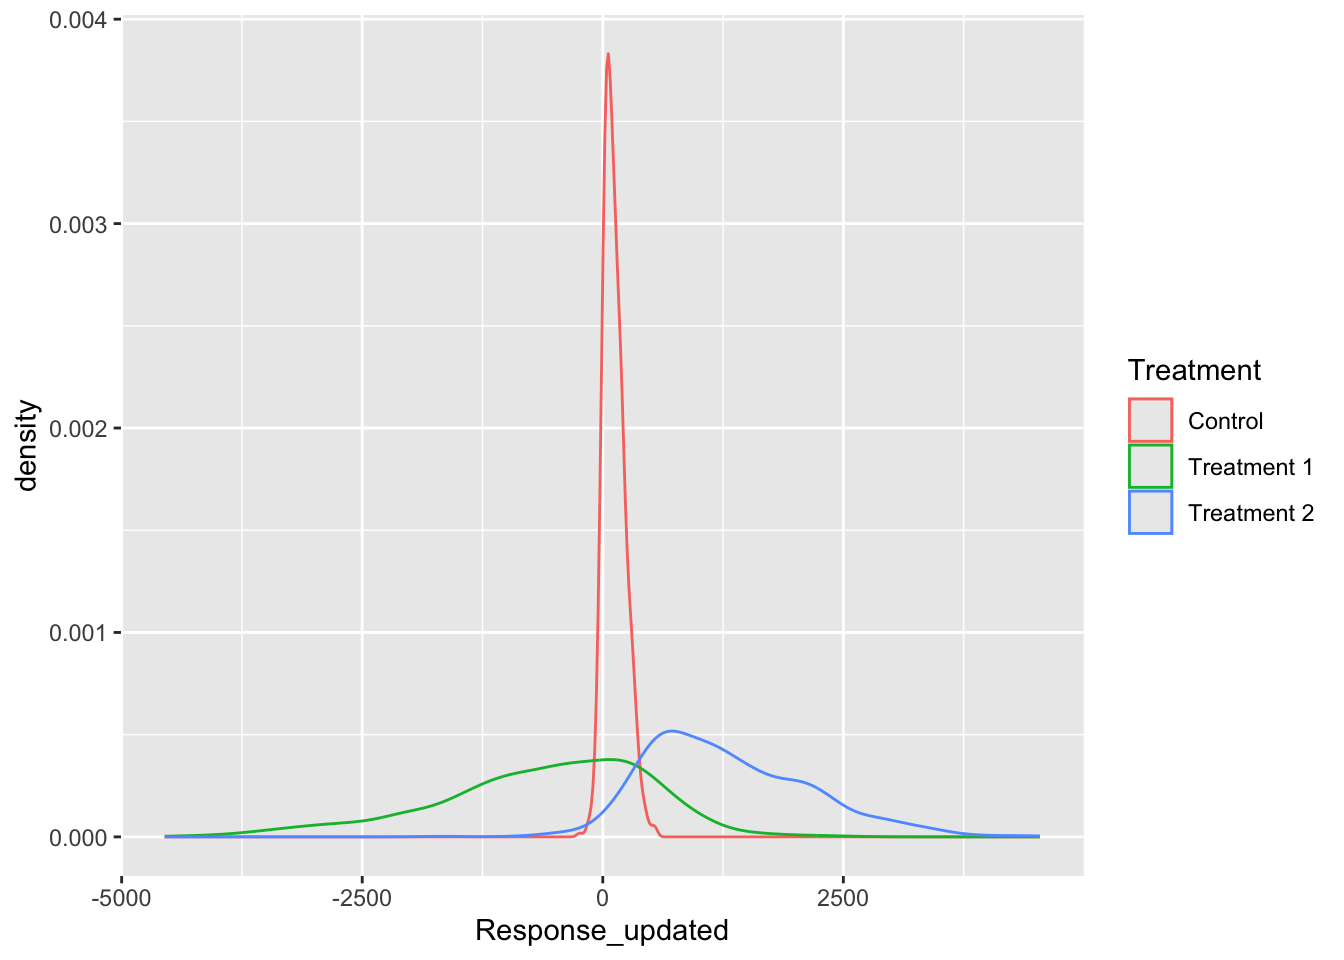 0.004
0.003
0.002
0.001
0.000
density
-5000
-2500
0
2500
Response_updated
Treatment
Control
Treatment 1
Treatment 2